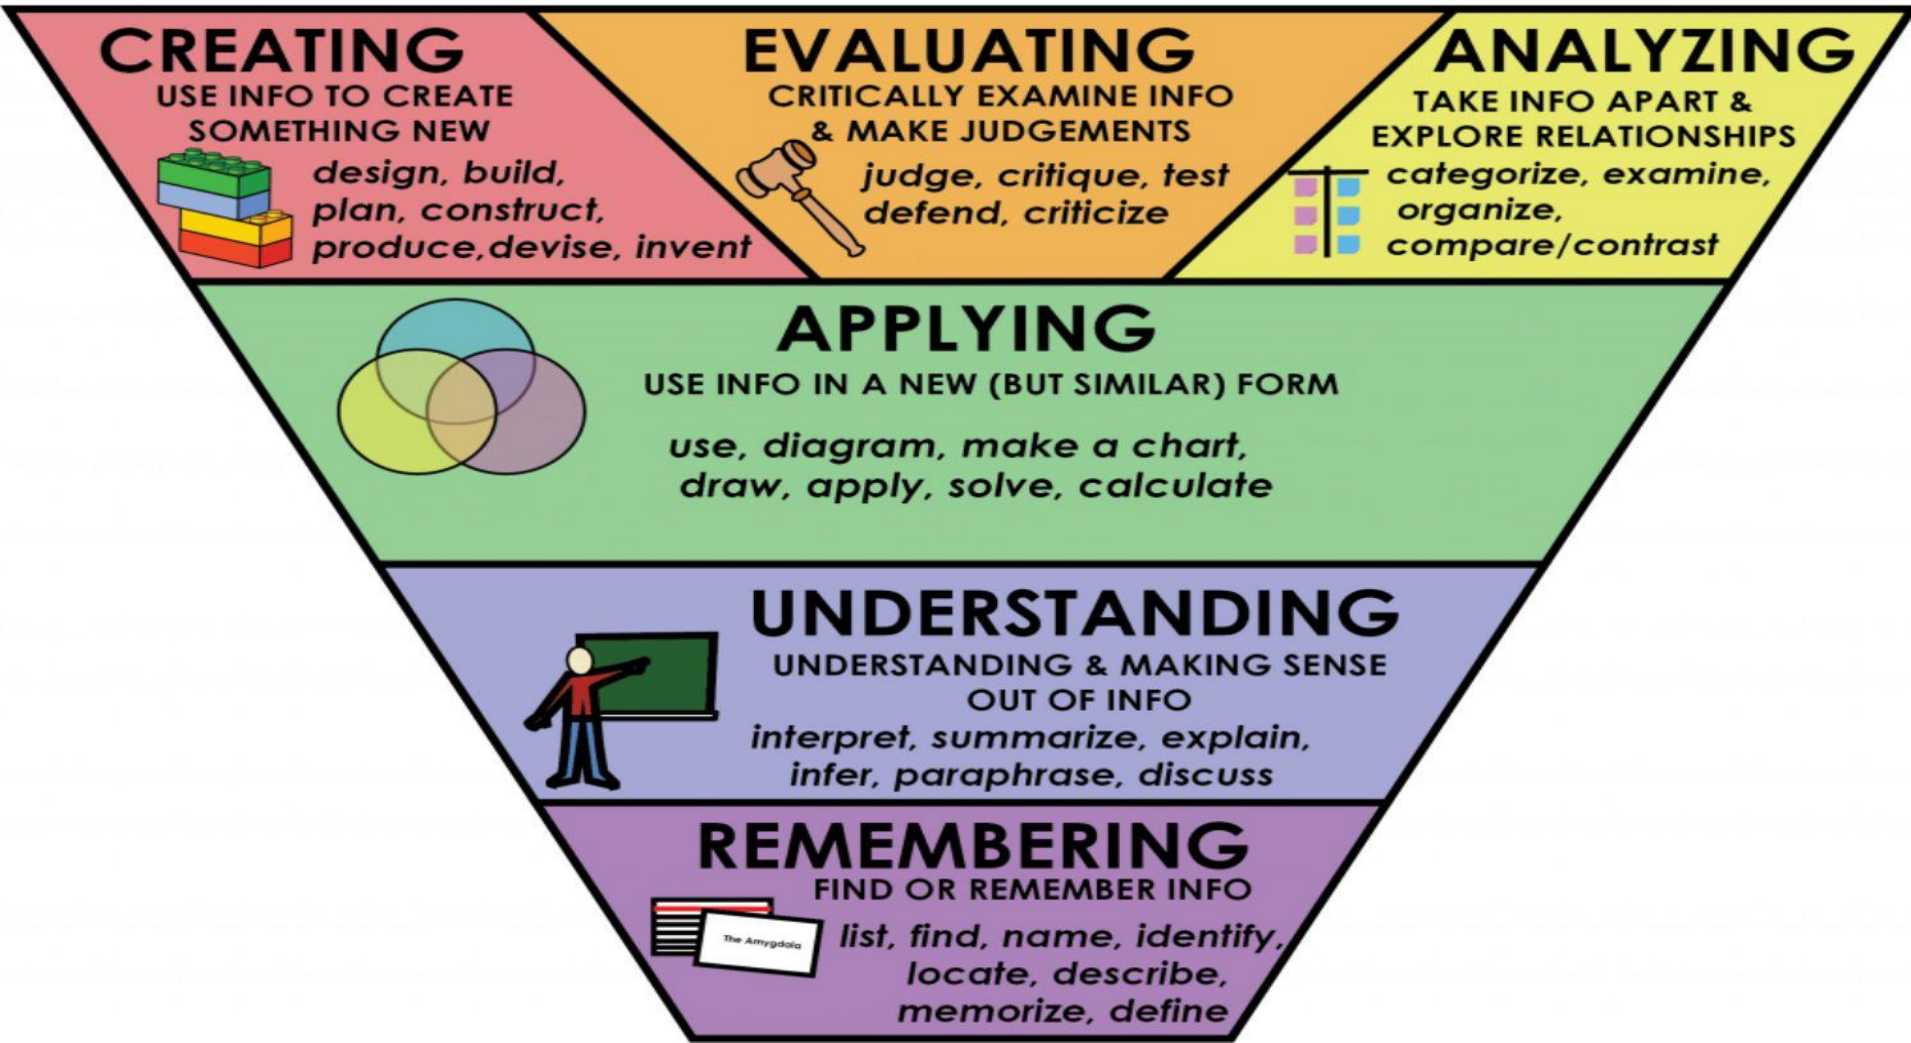 CREATING
USE INFO TO CREATE
SOMETHING NEW
design, build,
plan, construct,
produce,devise, invent
EVALUATING
CRITICALLY EXAMINE INFO
& MAKE JUDGEMENTS
judge, critique, test
defend, criticize
ANALYZING
TAKE INFO APART &
EXPLORE RELATIONSHIPS
categorize, examine,
organize,
compare/contrast
APPLYING
USE INFO IN A NEW (BUT SIMILAR) FORM
use, diagram, make a chart,
draw, apply, solve, calculate
UNDERSTANDING
UNDERSTANDING & MAKING SENSE
OUT OF INFO
interpret, summarize, explain,
infer, paraphrase, discuss
REMEMBERING
FIND OR REMEMBER INFO
The Amygdala
list, find, name, identify,
locate, describe,
memorize, define